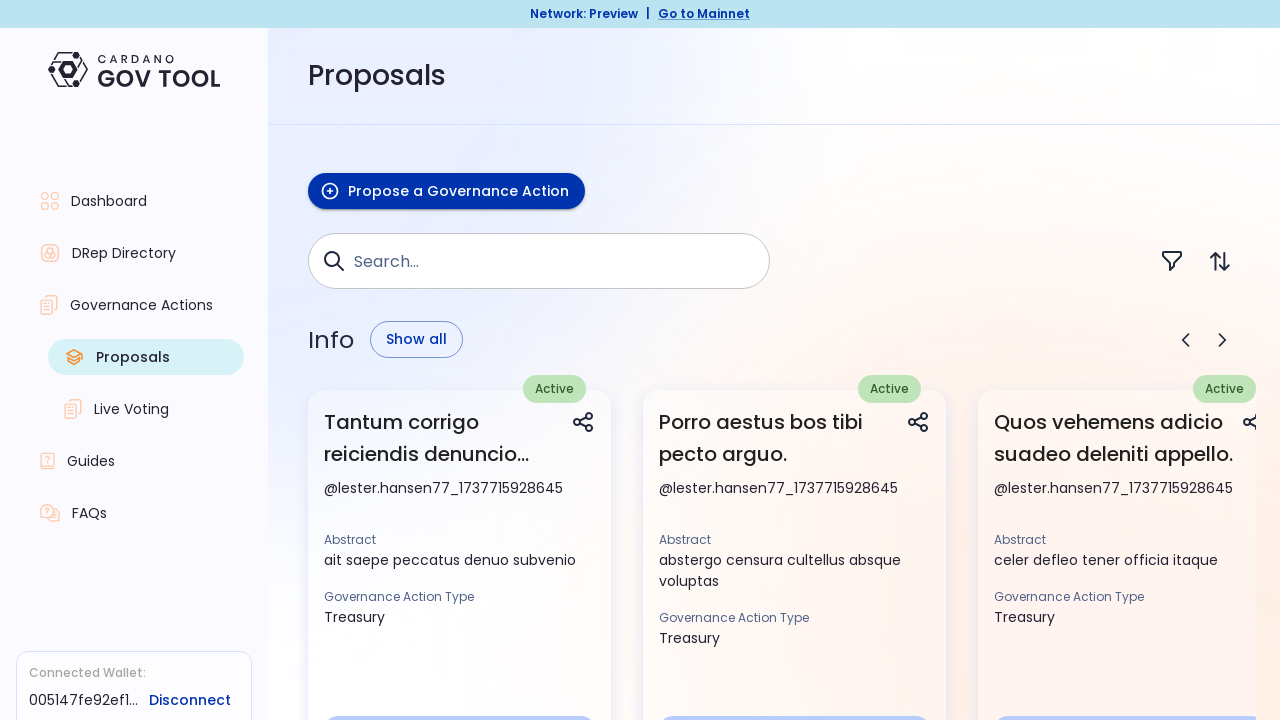 Network: Preview | Go to Mainnet
CARDANO
GOV TOOL
Proposals
Dashboard
DRep Directory
Governance Actions
Proposals
Live Voting
Guides
FAQs
Connected Wallet:
005147fe92ef1... Disconnect
Propose a Governance Action
Search...
Info Show all
Active
Tantum corrigo
reiciendis denuncio...
@lester.hansen77_1737715928645
Abstract
ait saepe peccatus denuo subvenio
Governance Action Type
Treasury
Active
Porro aestus bos tibi
pecto arguo.
@lester.hansen77_1737715928645
Abstract
abstergo censura cultellus absque
voluptas
Governance Action Type
Treasury
Active
Quos vehemens adicio
suadeo deleniti appello.
@lester.hansen77_1737715928645
Abstract
celer defleo tener officia itaque
Governance Action Type
Treasury